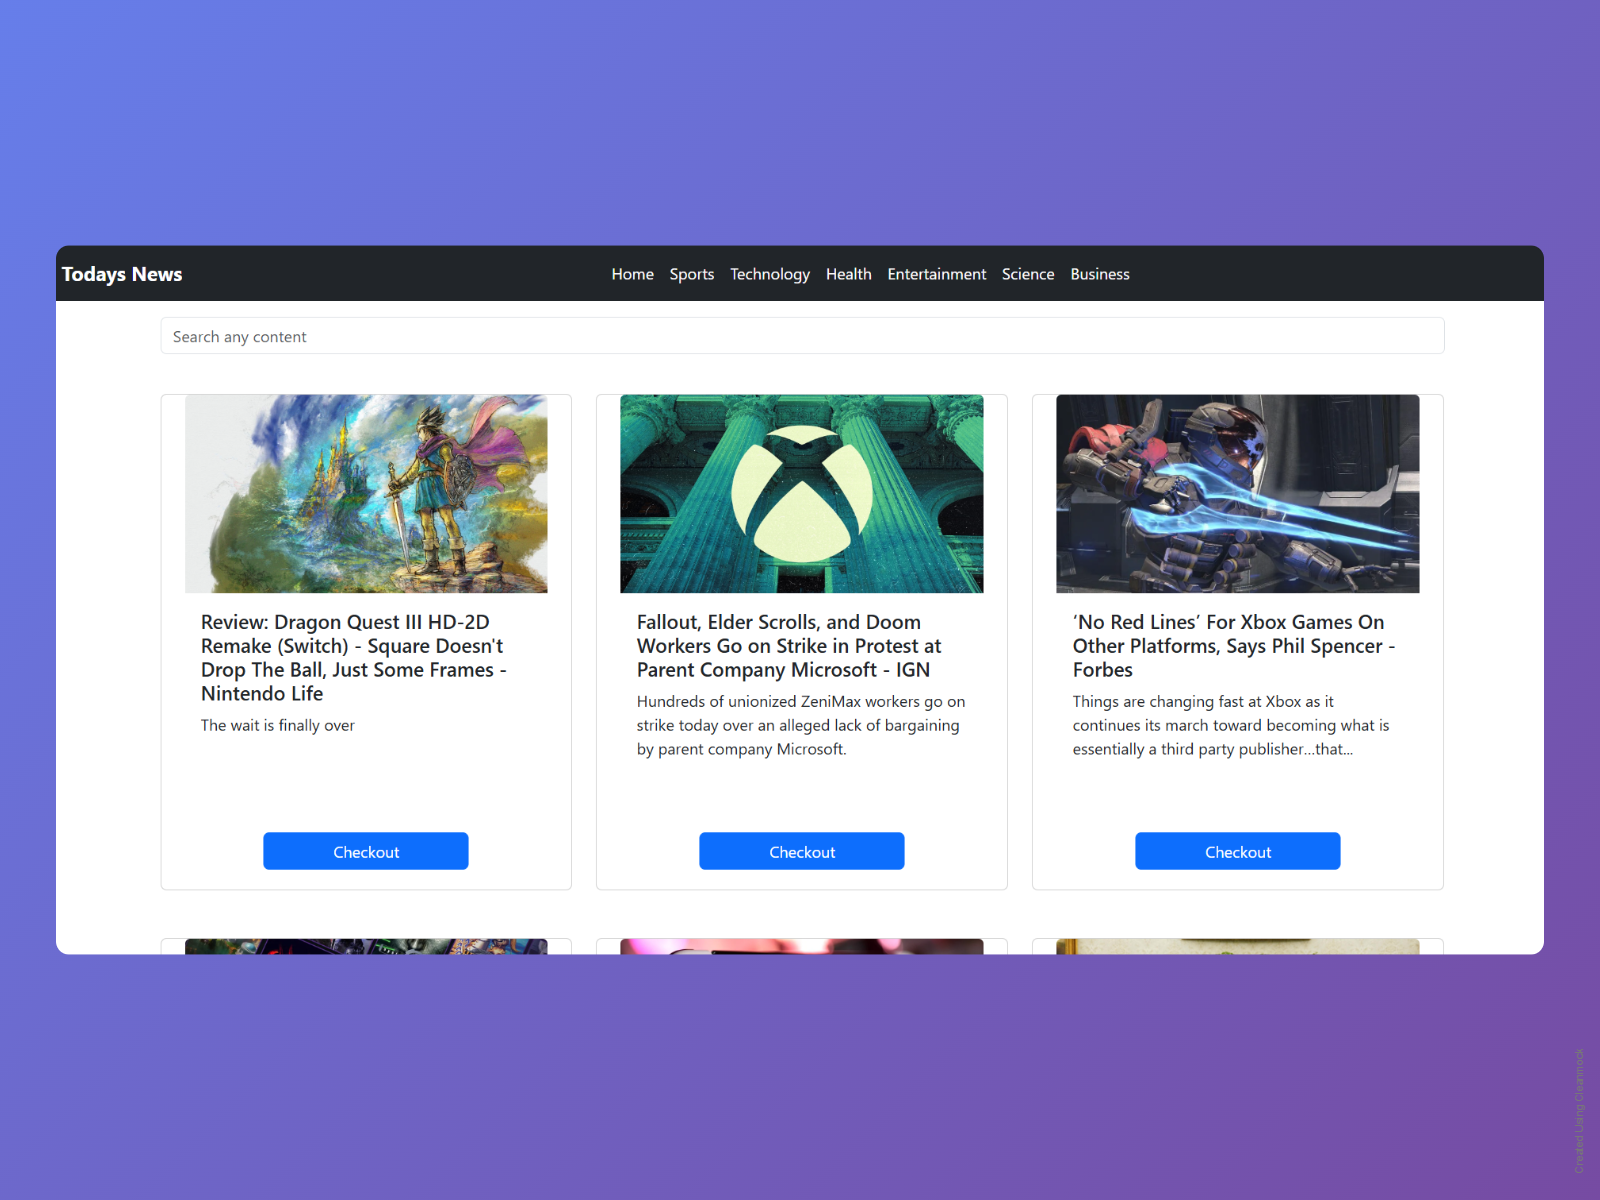 Todays News
Home Sports Technology Health Entertainment Science Business
Search any content
Review: Dragon Quest III HD-2D
Remake (Switch) - Square Doesn't
Drop The Ball, Just Some Frames -
Nintendo Life
The wait is finally over
Checkout
Fallout, Elder Scrolls, and Doom
Workers Go on Strike in Protest at
Parent Company Microsoft - IGN
Hundreds of unionized ZeniMax workers go on
strike today over an alleged lack of bargaining
by parent company Microsoft.
Checkout
‘No Red Lines’ For Xbox Games On
Other Platforms, Says Phil Spencer -
Forbes
Things are changing fast at Xbox as it
continues its march toward becoming what is
essentially a third party publisher…that…
Checkout
Created Using Cleanmock